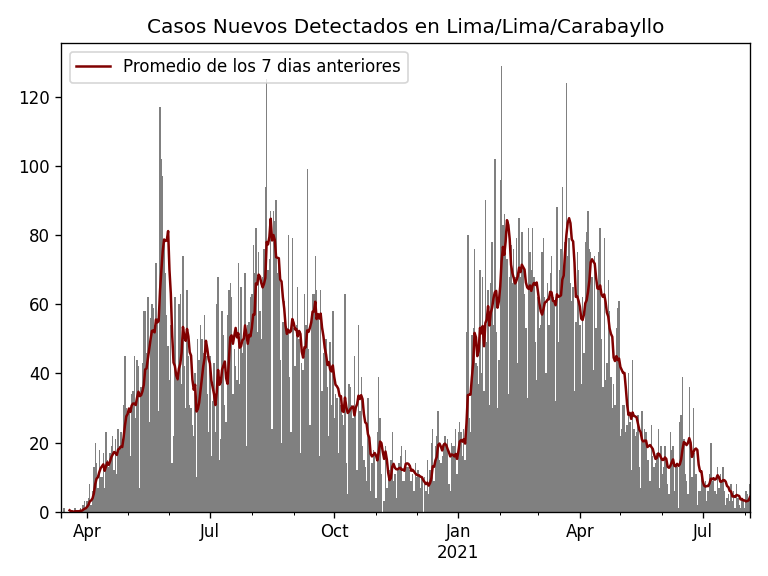 Casos Nuevos Detectados en Lima/Lima/Carabayllo
Promedio de los 7 dias anteriores
120
100
80
60
40
20
0
Apr Jul Oct Jan Apr Jul
2021